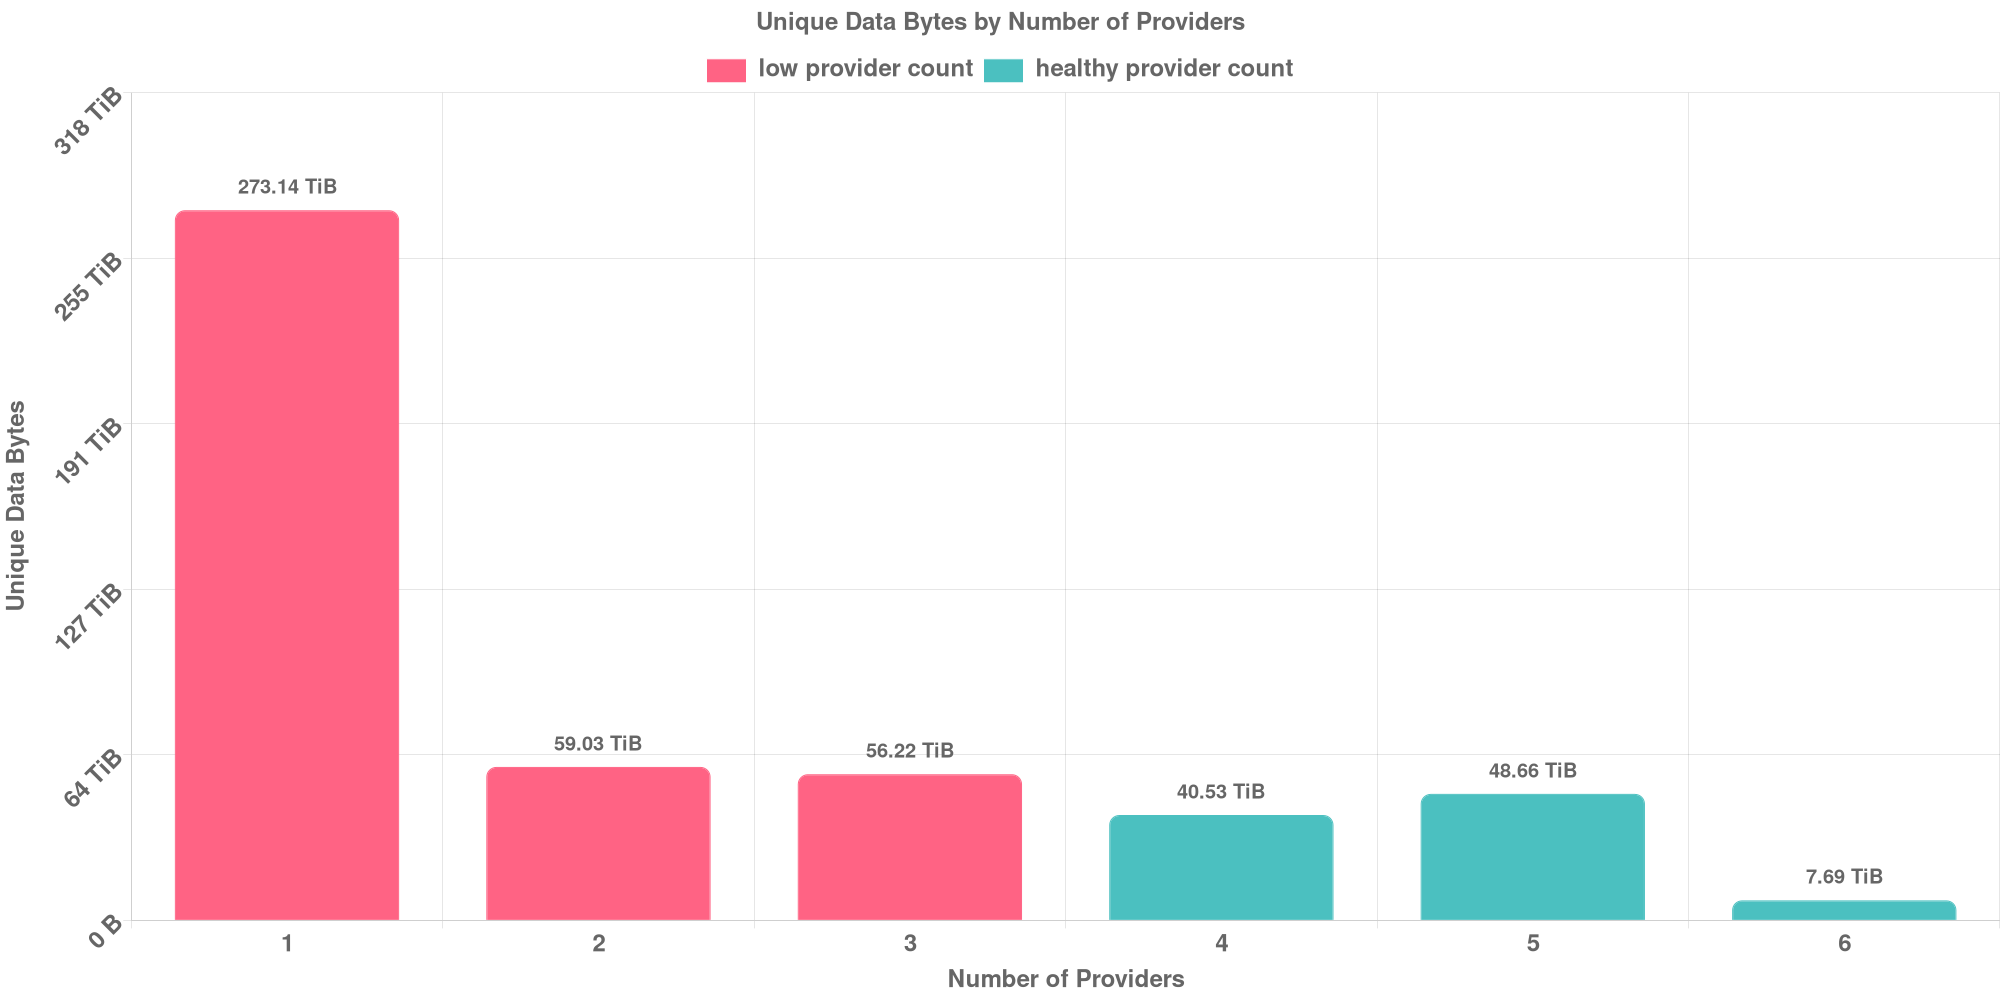 Unique Data Bytes by Number of Providers
low provider count healthy provider count
318 TiB
255 TiB
191 TiB
127 TiB
64 TiB
0 B
Unique Data Bytes
273.14 TiB
59.03 TiB
56.22 TiB
40.53 TiB
48.66 TiB
7.69 TiB
1 2 3 4 5 6
Number of Providers